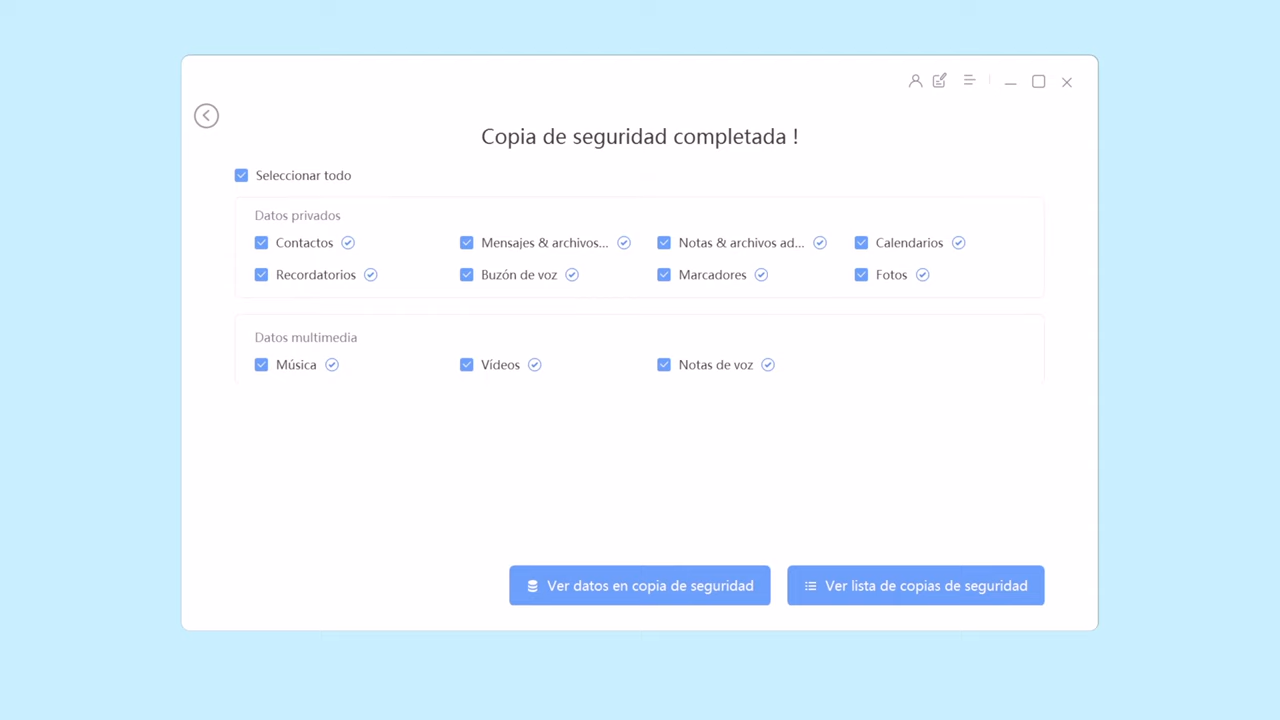 Copia de seguridad completada !
Seleccionar todo
Datos privados
Contactos Mensajes & archivos... Notas & archivos ad... Calendarios
Recordatorios Buzón de voz Marcadores Fotos
Datos multimedia
Música Vídeos Notas de voz
Ver datos en copia de seguridad Ver lista de copias de seguridad